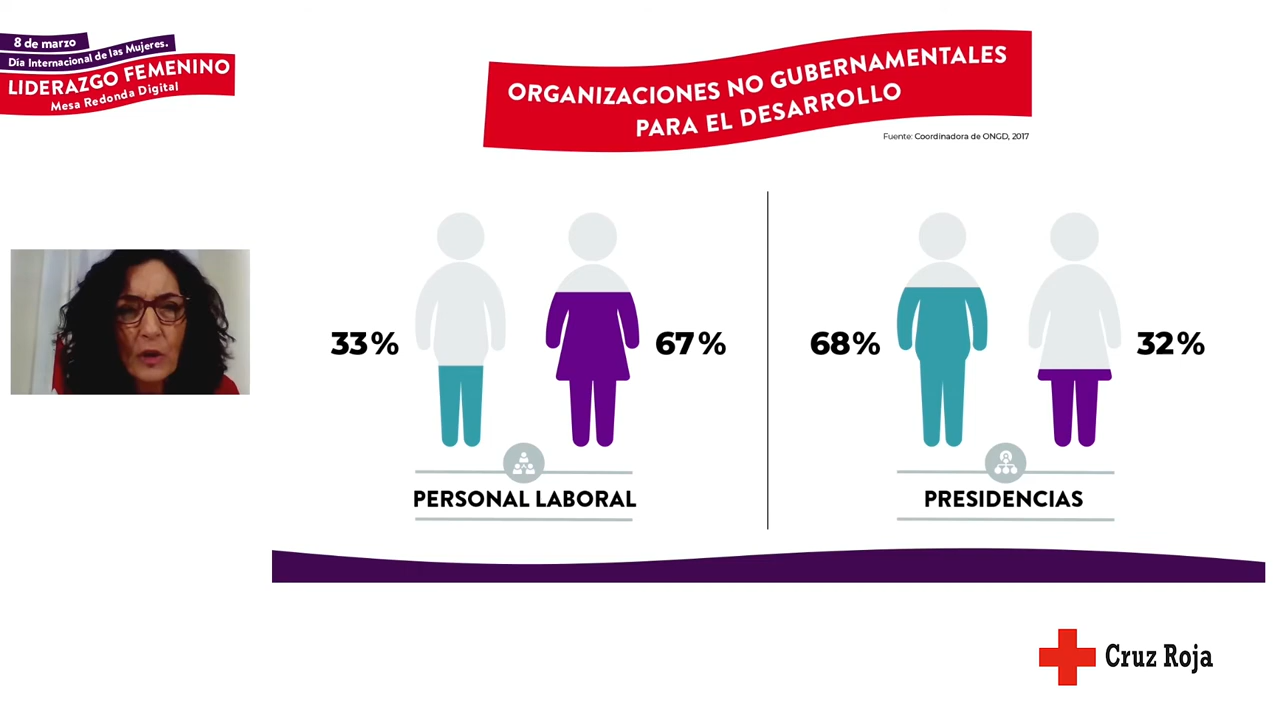 8 de marzo
Día Internacional de las Mujeres.
LIDERAZGO FEMENINO
Mesa Redonda Digital
ORGANIZACIONES NO GUBERNAMENTALES
PARA EL DESARROLLO
Fuente: Coordinadora de ONGD, 2017
33%
67%
68%
32%
PERSONAL LABORAL
PRESIDENCIAS
Cruz Roja